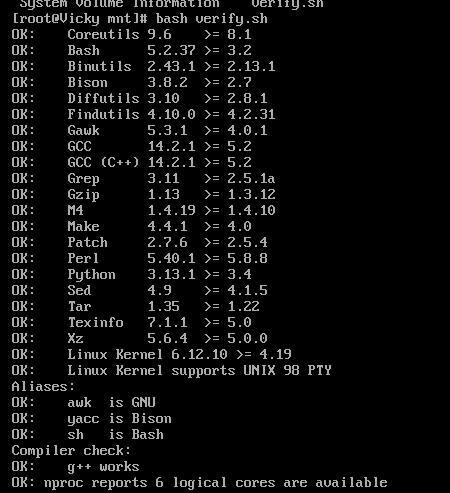 System Volume Information    verify.sh
[root@Vicky mnt]# bash verify.sh
OK:    Coreutils 9.6    >= 8.1
OK:    Bash      5.2.37 >= 3.2
OK:    Binutils  2.43.1 >= 2.13.1
OK:    Bison     3.8.2  >= 2.7
OK:    Diffutils 3.10   >= 2.8.1
OK:    Findutils 4.10.0 >= 4.2.31
OK:    Gawk      5.3.1  >= 4.0.1
OK:    GCC       14.2.1 >= 5.2
OK:    GCC (C++) 14.2.1 >= 5.2
OK:    Grep      3.11   >= 2.5.1a
OK:    Gzip      1.13   >= 1.3.12
OK:    M4        1.4.19 >= 1.4.10
OK:    Make      4.4.1  >= 4.0
OK:    Patch     2.7.6  >= 2.5.4
OK:    Perl      5.40.1 >= 5.8.8
OK:    Python    3.13.1 >= 3.4
OK:    Sed       4.9    >= 4.1.5
OK:    Tar       1.35   >= 1.22
OK:    Texinfo   7.1.1  >= 5.0
OK:    Xz        5.6.4  >= 5.0.0
OK:    Linux Kernel 6.12.10 >= 4.19
OK:    Linux Kernel supports UNIX 98 PTY
Aliases:
OK:    awk  is GNU
OK:    yacc is Bison
OK:    sh   is Bash
Compiler check:
OK:    g++ works
OK: nproc reports 6 logical cores are available